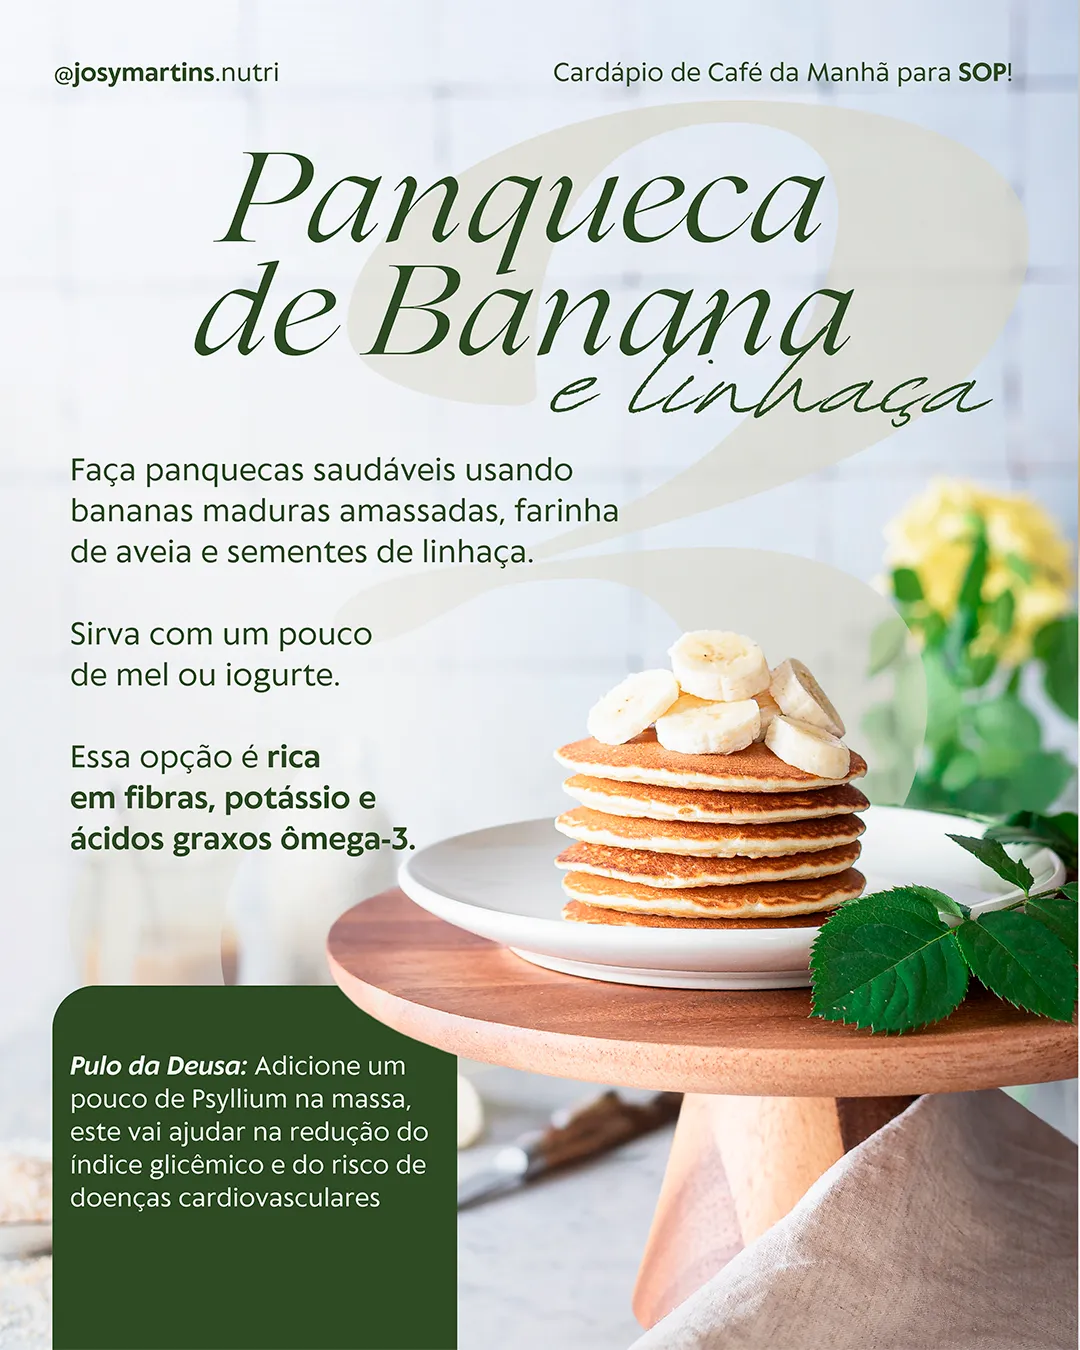 @josymartins.nutri
Cardápio de Café da Manhã para SOP!
2
Panqueca
de Banana
e linhaça
Faça panquecas saudáveis usando
bananas maduras amassadas, farinha
de aveia e sementes de linhaça.
Sirva com um pouco
de mel ou iogurte.
Essa opção é rica
em fibras, potássio e
ácidos graxos ômega-3.
Pulo da Deusa: Adicione um
pouco de Psyllium na massa,
este vai ajudar na redução do
índice glicêmico e do risco de
doenças cardiovasculares